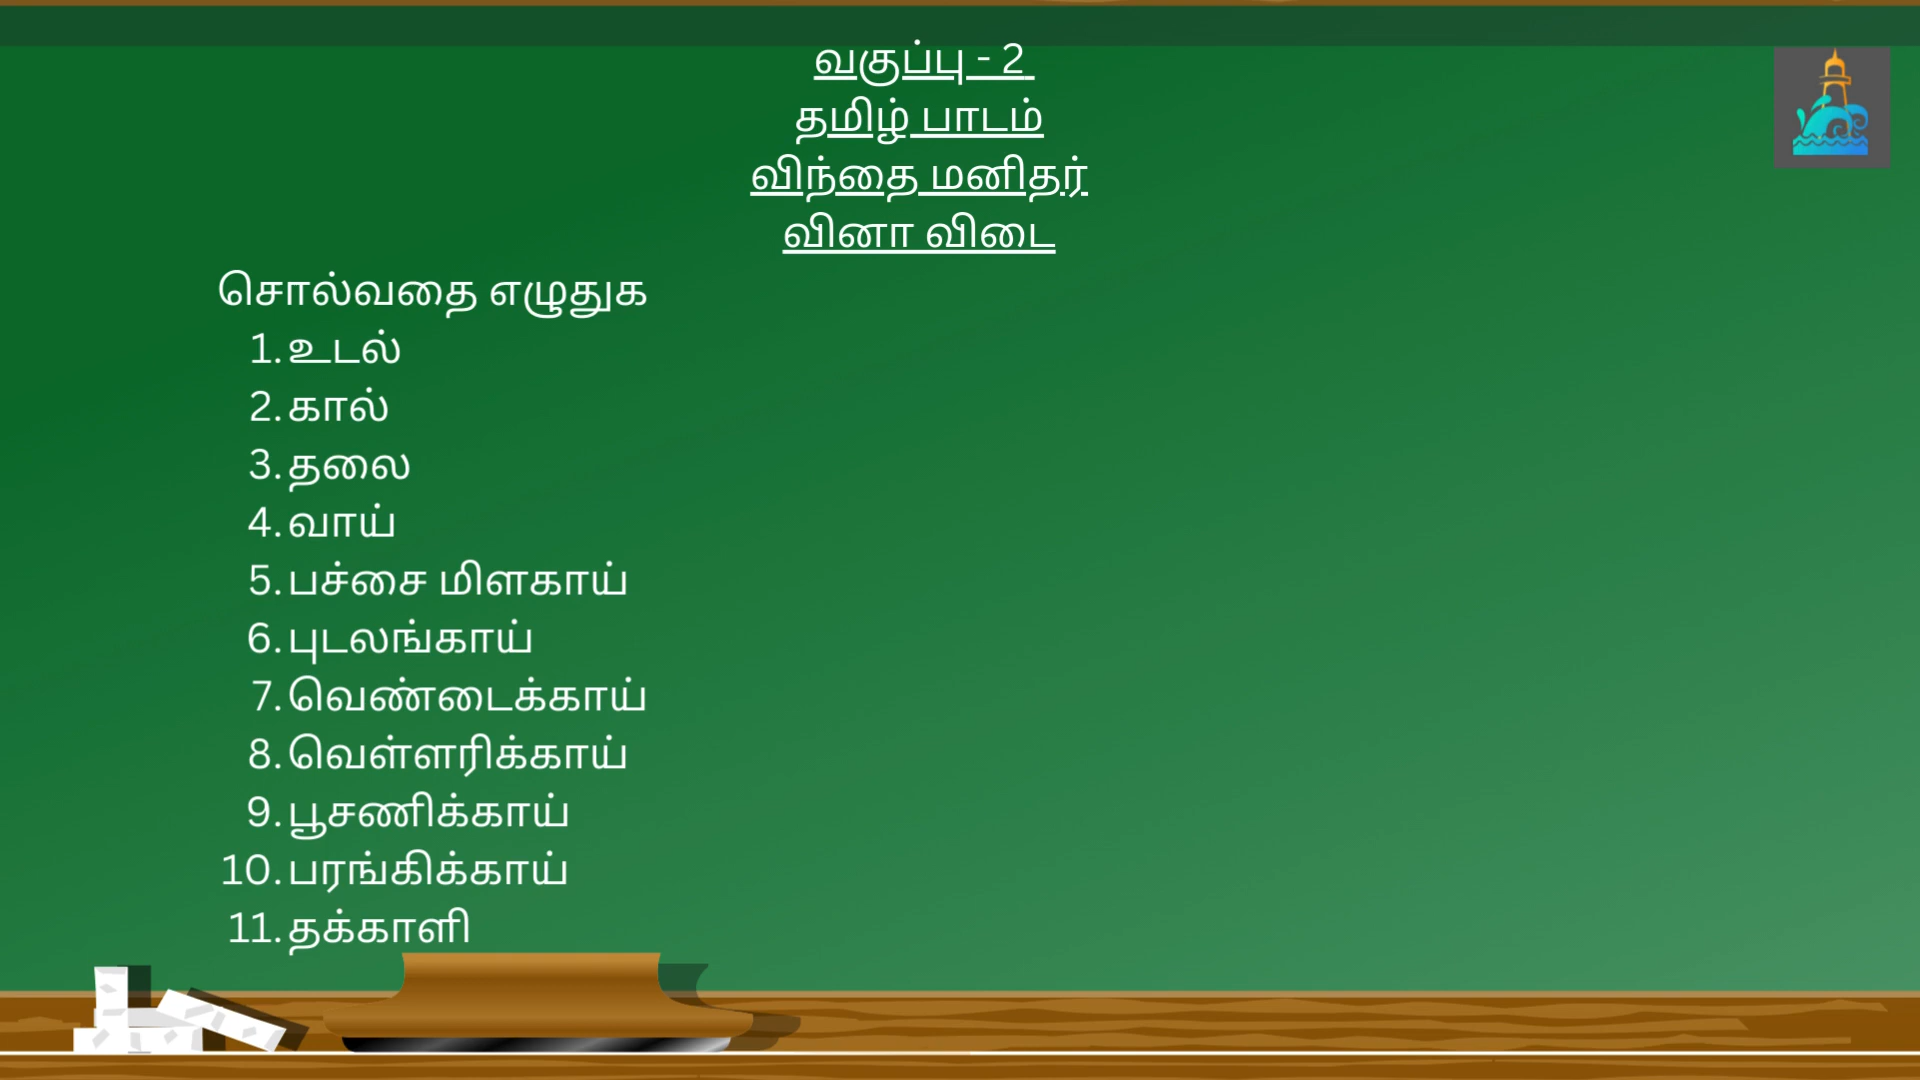 வகுப்பு - 2
தமிழ் பாடம்
விந்தை மனிதர்
வினா விடை
சொல்வதை எழுதுக
1. உடல்
2. கால்
3. தலை
4. வாய்
5. பச்சை மிளகாய்
6. புடலங்காய்
7. வெண்டைக்காய்
8. வெள்ளரிக்காய்
9. பூசணிக்காய்
10. பரங்கிக்காய்
11. தக்காளி